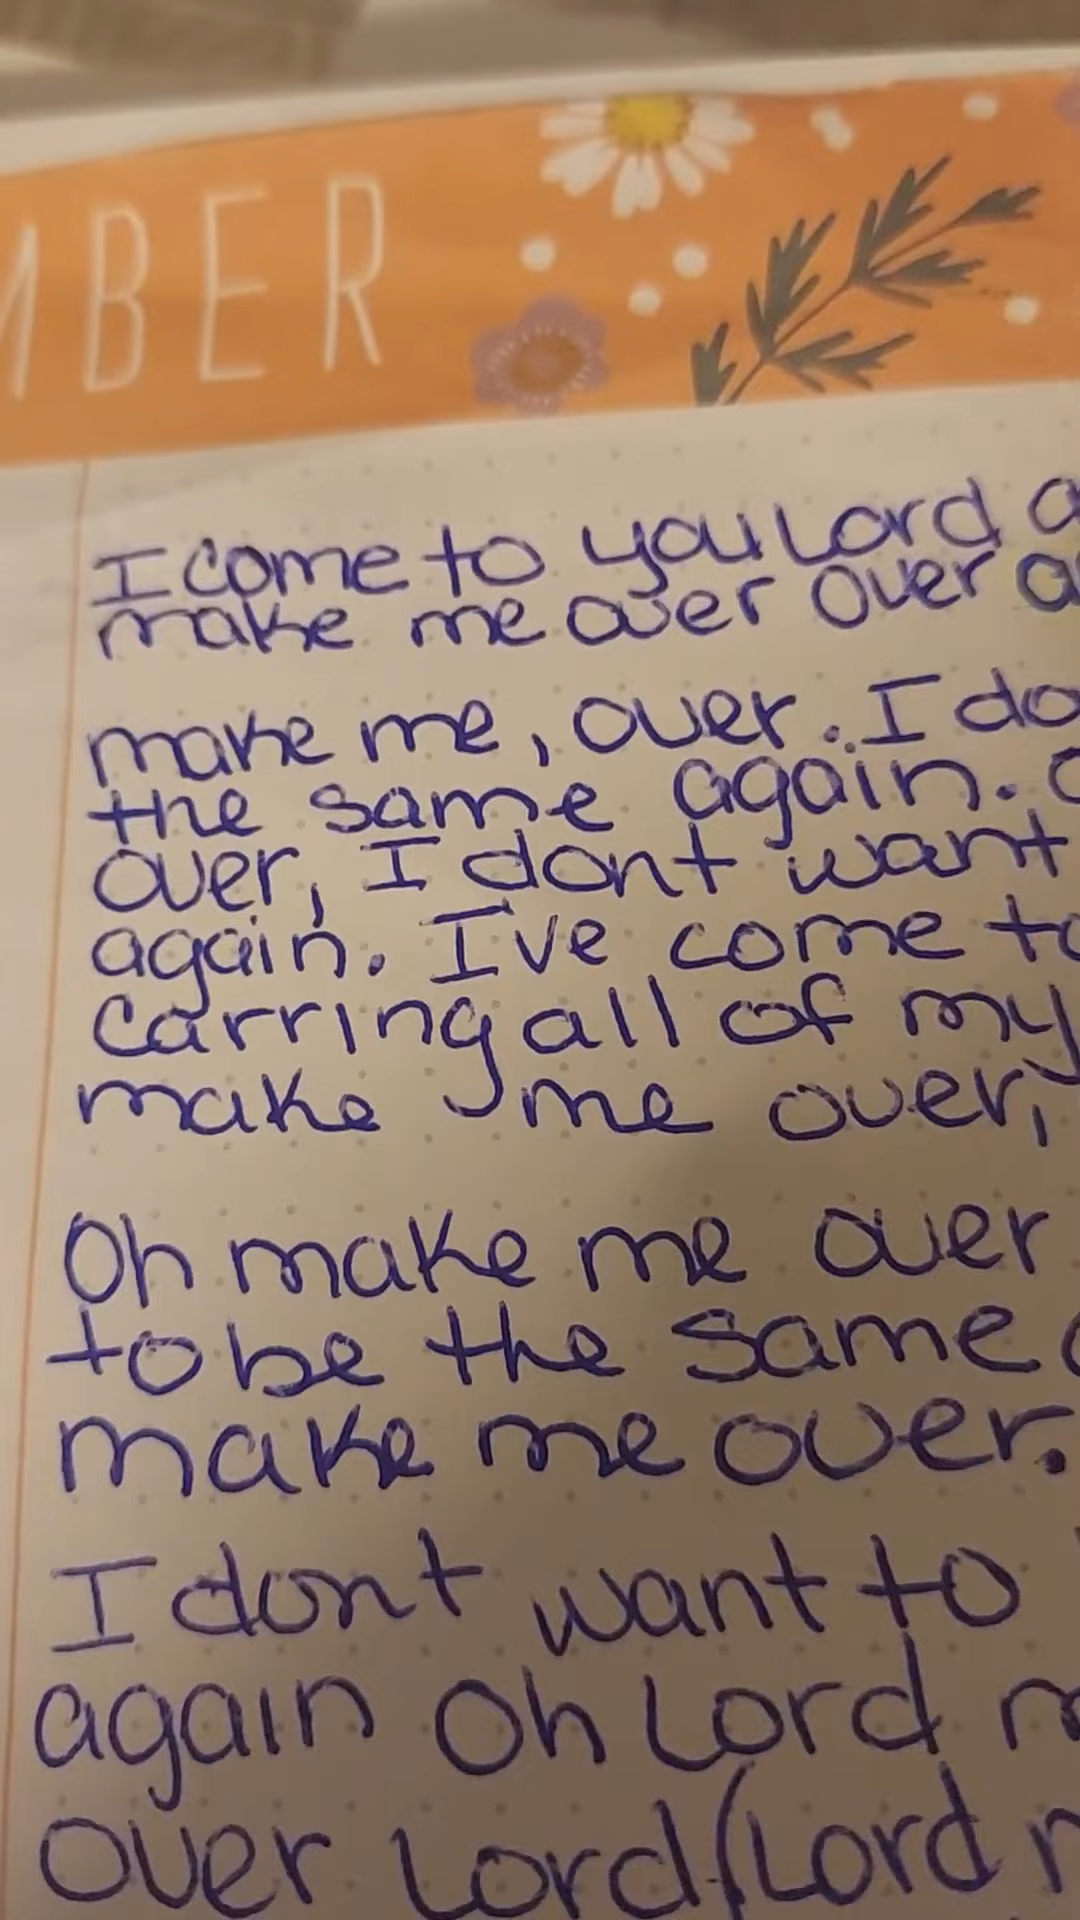 MBER
I come to you Lord a
make me over over a
make me, over. I do
the same again. O
over, I dont want
again. Ive come to
carring all of my
make me over,
Oh make me over
to be the same
make me over.
I dont want to
again Oh Lord m
over Lord (Lord